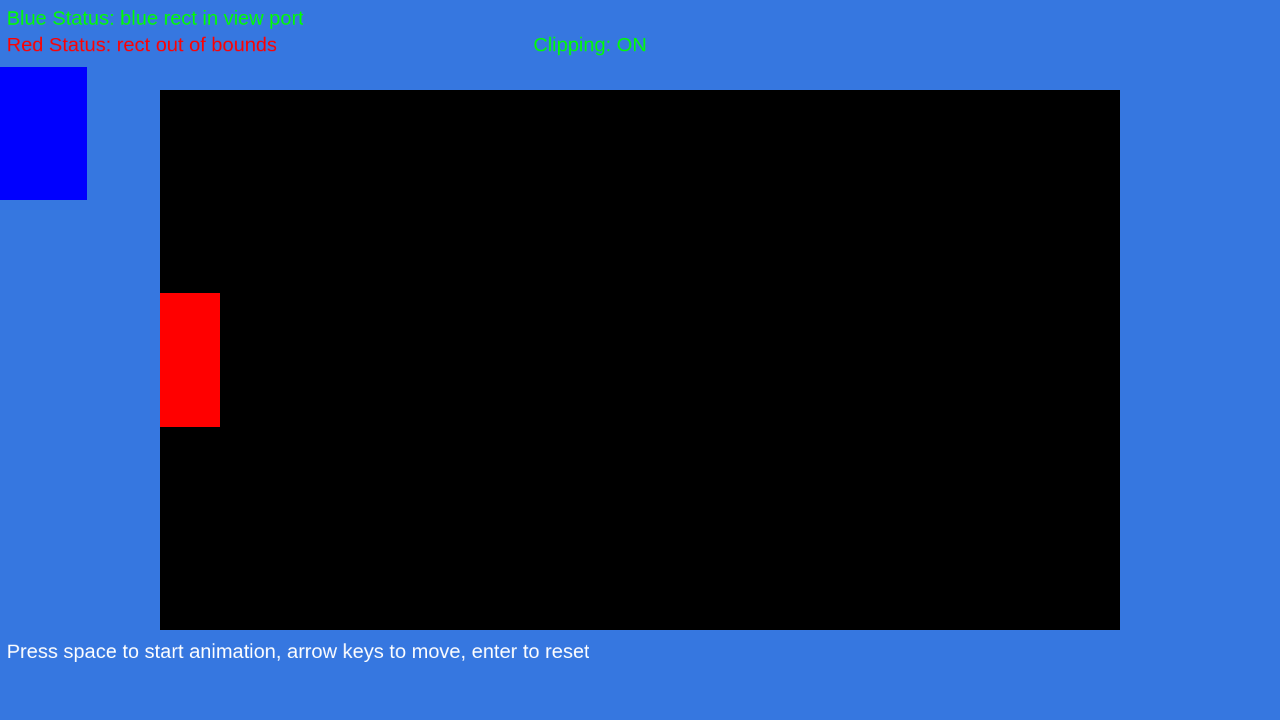 Blue Status: blue rect in view port
Red Status: rect out of bounds
Clipping: ON
Press space to start animation, arrow keys to move, enter to reset